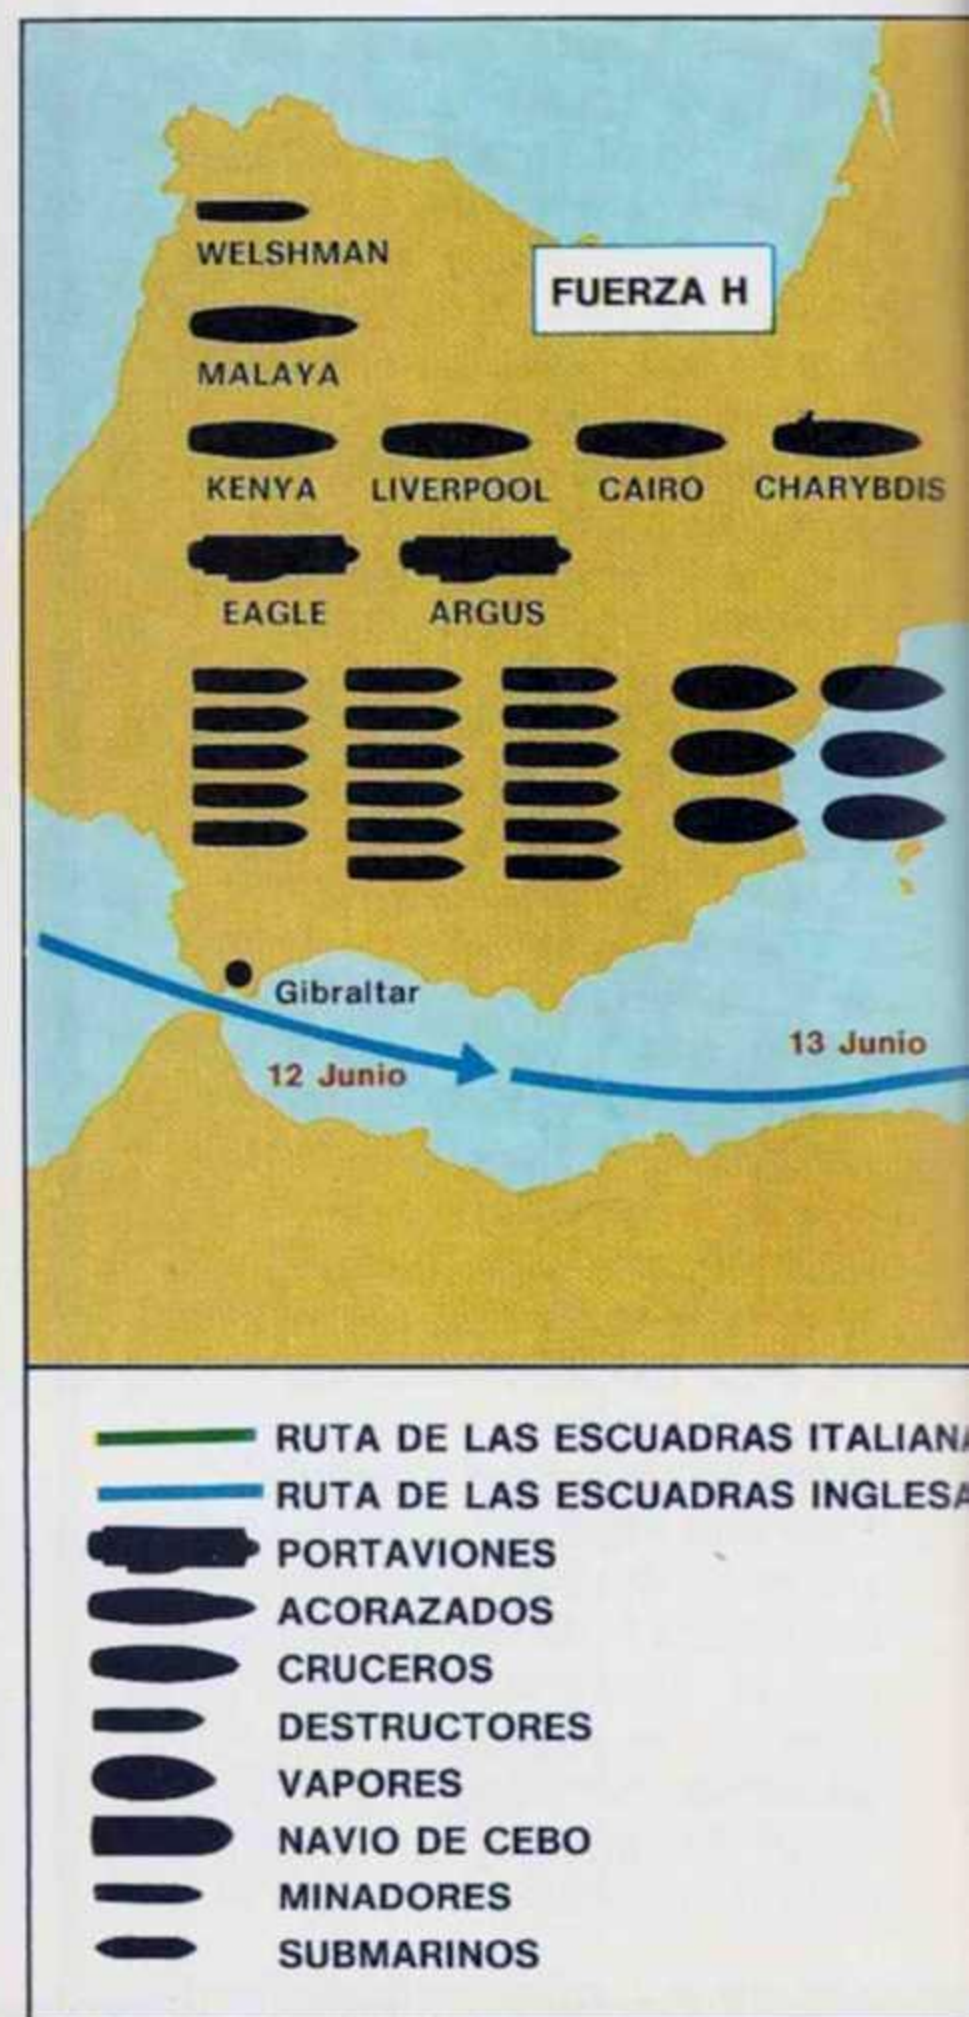 WELSHMAN
FUERZA H
MALAYA
KENYA LIVERPOOL CAIRO CHARYBDIS
EAGLE ARGUS
Gibraltar
13 Junio
12 Junio
RUTA DE LAS ESCUADRAS ITALIANA
RUTA DE LAS ESCUADRAS INGLESA
PORTAVIONES
ACORAZADOS
CRUCEROS
DESTRUCTORES
VAPORES
NAVIO DE CEBO
MINADORES
SUBMARINOS